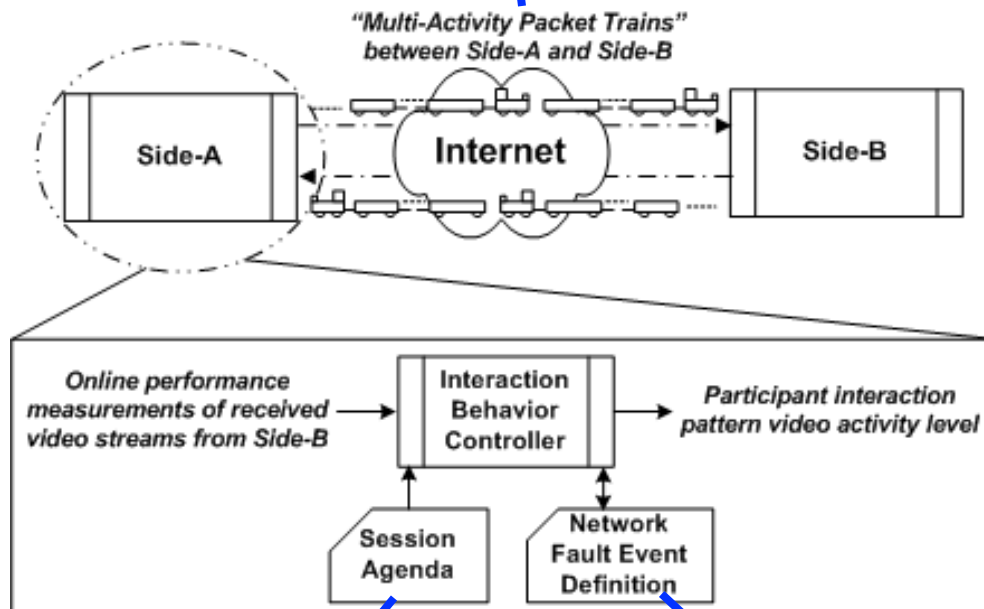 “Multi-Activity Packet Trains”
between Side-A and Side-B
Side-A
Internet
Side-B
Online performance
measurements of received
video streams from Side-B
Interaction
Behavior
Controller
Participant interaction
pattern video activity level
Session
Agenda
Network
Fault Event
Definition